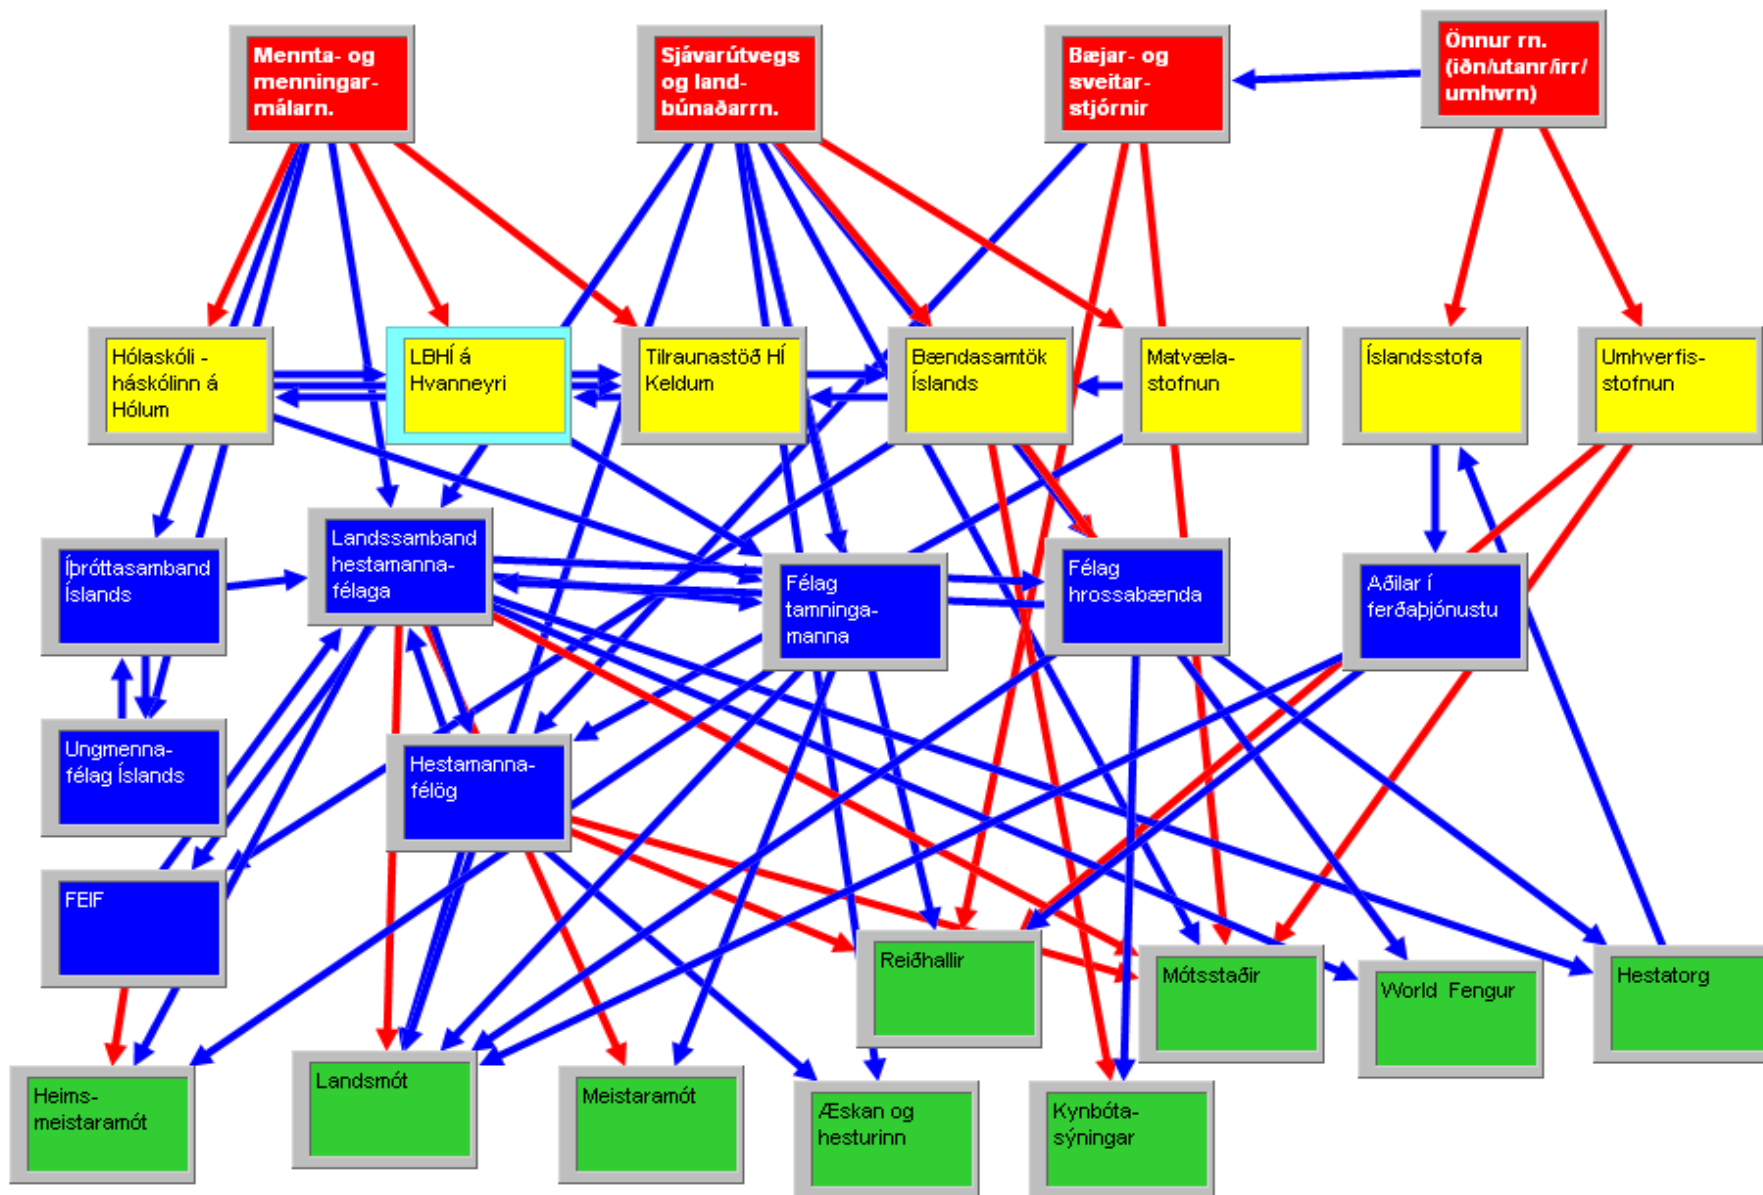 Mennta- og
menningar-
málarn.
Sjávarútvegs
og land-
búnaðarrn.
Bæjar- og
sveitar-
stjórnir
Önnur rn.
(iðn/utanr/irr/
umhvrn)
Hólaskóli -
háskólinn á
Hólum
LBHÍ á
Hvanneyri
Tilraunastöð HÍ
Keldum
Bændasamtök
Íslands
Matvæla-
stofnun
Íslandsstofa
Umhverfis-
stofnun
Íþróttasamband
Íslands
Landssamband
hestamanna-
félaga
Félag
tamninga-
manna
Félag
hrossabænda
Aðilar í
ferðaþjónustu
Ungmenna-
félag Íslands
Hestamanna-
félög
FEIF
Reiðhallir
Mótsstaðir
World Fengur
Hestatorg
Heims-
meistaramót
Landsmót
Meistaramót
Æskan og
hesturinn
Kynbóta-
sýningar